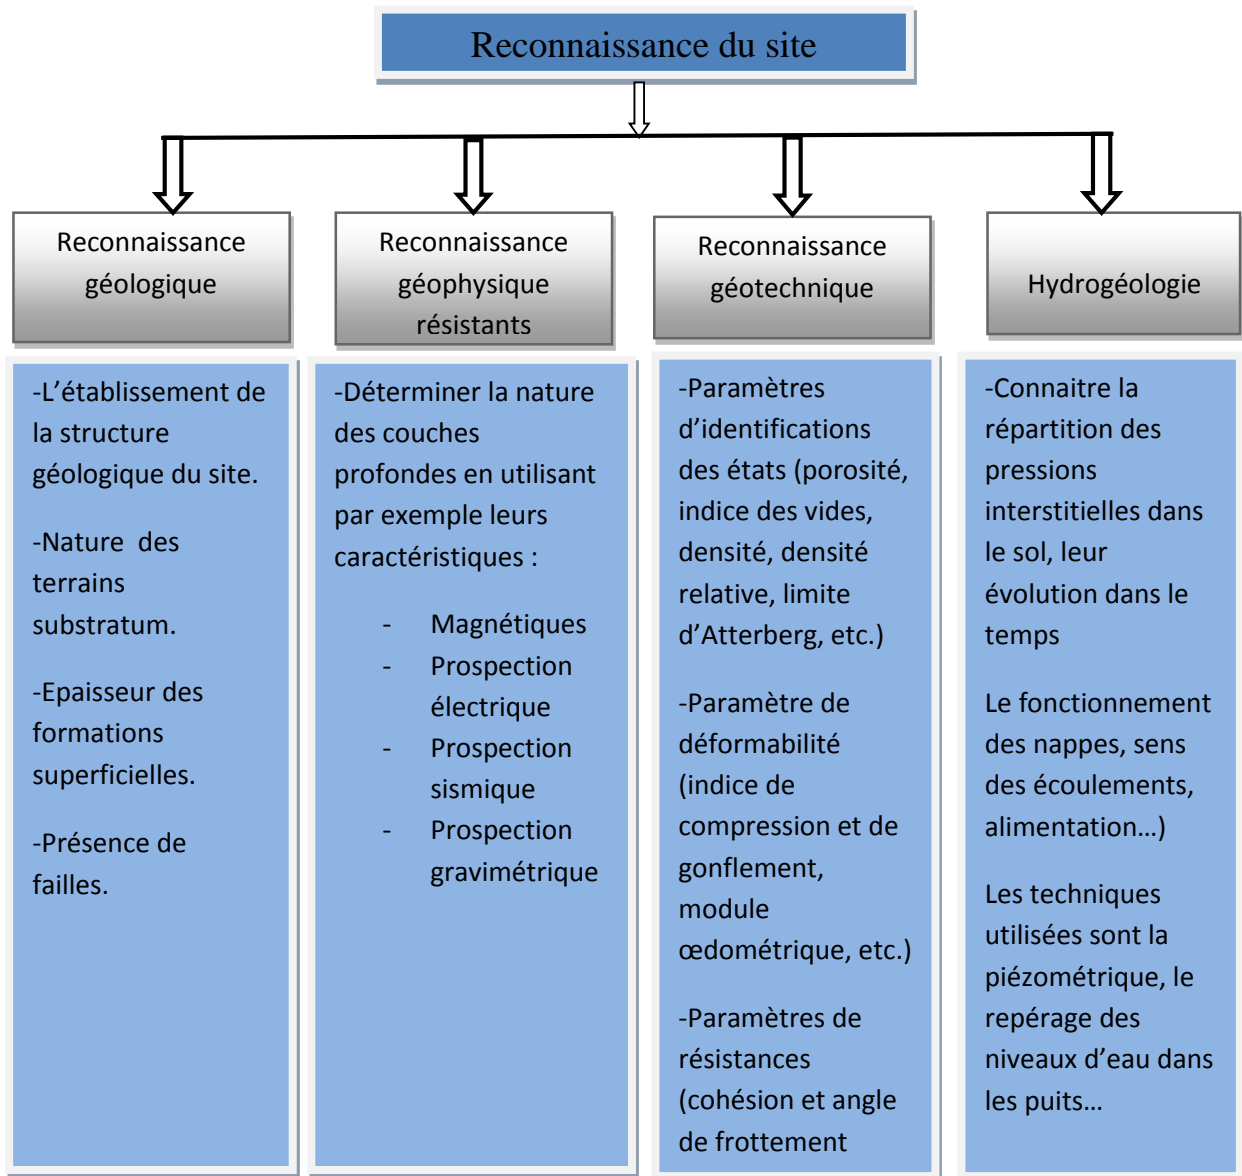 Reconnaissance du site
Reconnaissance
géologique
Reconnaissance
géophysique
résistants
Reconnaissance
géotechnique
Hydrogéologie
-L’établissement de
la structure
géologique du site.
-Nature des
terrains
substratum.
-Epaisseur des
formations
superficielles.
-Présence de
failles.
-Déterminer la nature
des couches
profondes en utilisant
par exemple leurs
caractéristiques :
- Magnétiques
- Prospection
électrique
- Prospection
sismique
- Prospection
gravimétrique
-Paramètres
d’identifications
des états (porosité,
indice des vides,
densité, densité
relative, limite
d’Atterberg, etc.)
-Paramètre de
déformabilité
(indice de
compression et de
gonflement,
module
œdométrique, etc.)
-Paramètres de
résistances
(cohésion et angle
de frottement
-Connaitre la
répartition des
pressions
interstitielles dans
le sol, leur
évolution dans le
temps
Le fonctionnement
des nappes, sens
des écoulements,
alimentation…)
Les techniques
utilisées sont la
piézométrique, le
repérage des
niveaux d’eau dans
les puits…